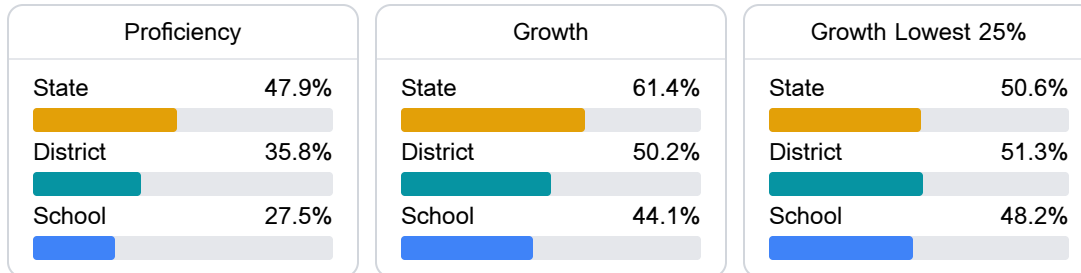 Proficiency
State 47.9%
District 35.8%
School 27.5%
Growth
State 61.4%
District 50.2%
School 44.1%
Growth Lowest 25%
State 50.6%
District 51.3%
School 48.2%